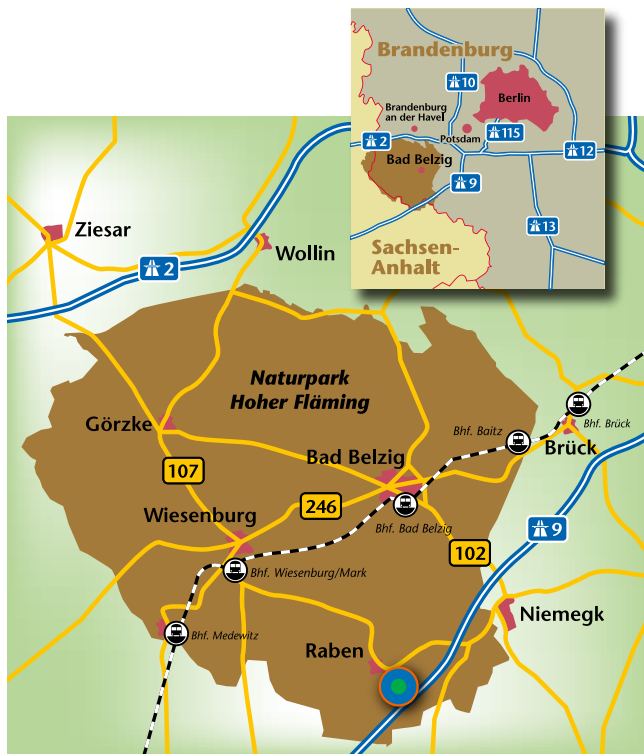 Brandenburg
10
Berlin
Brandenburg
an der Havel
Potsdam
115
2
12
Bad Belzig
9
13
Sachsen-
Anhalt
Ziesar
Wollin
2
Naturpark
Hoher Fläming
Görzke
Bhf. Brück
Bhf. Baitz
Brück
Bad Belzig
107
246
Wiesenburg
Bhf. Bad Belzig
9
102
Bhf. Wiesenburg/Mark
Niemegk
Bhf. Medewitz
Raben